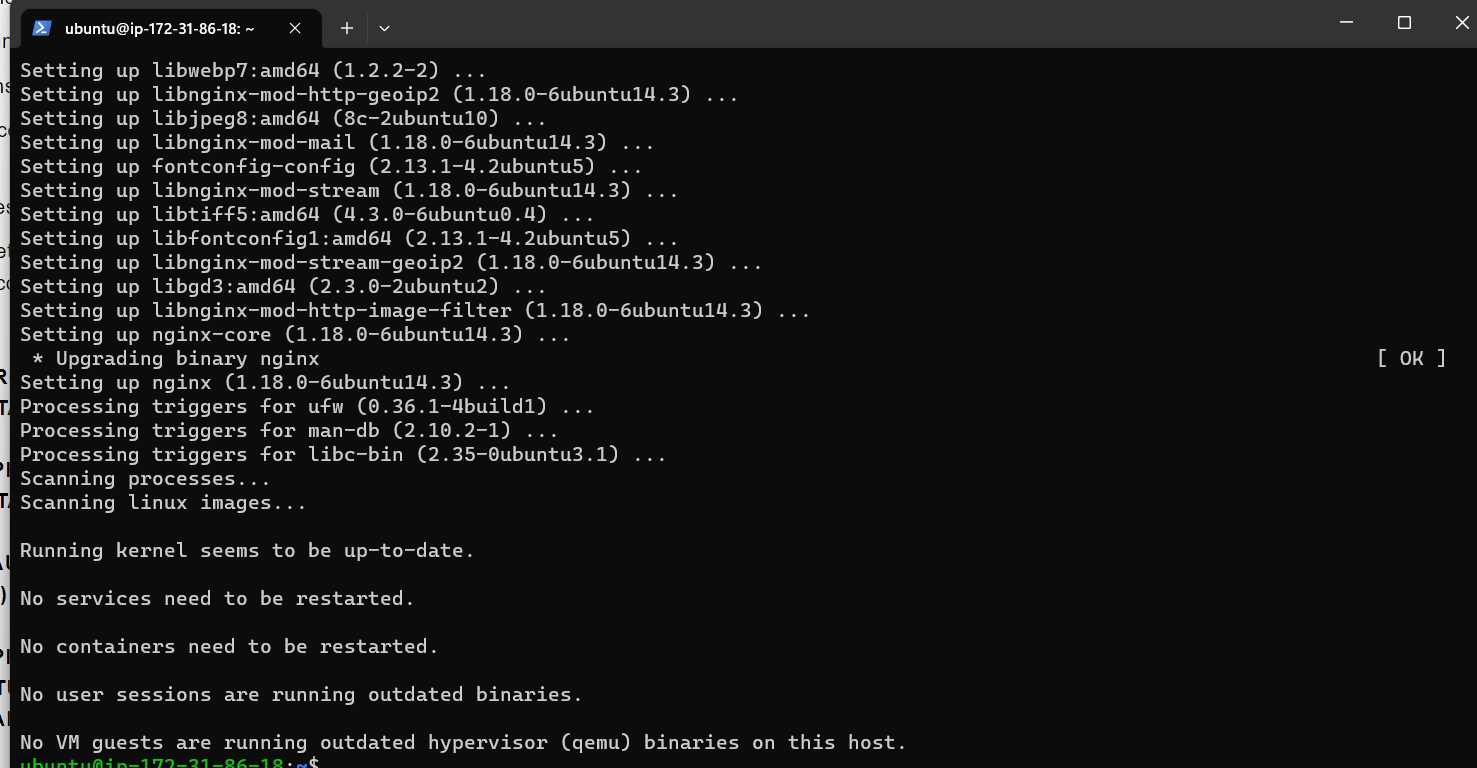 ubuntu@ip-172-31-86-18: ~
Setting up libwebp7:amd64 (1.2.2-2) ...
Setting up libnginx-mod-http-geoip2 (1.18.0-6ubuntu14.3) ...
Setting up libjpeg8:amd64 (8c-2ubuntu10) ...
Setting up libnginx-mod-mail (1.18.0-6ubuntu14.3) ...
Setting up fontconfig-config (2.13.1-4.2ubuntu5) ...
Setting up libnginx-mod-stream (1.18.0-6ubuntu14.3) ...
Setting up libtiff5:amd64 (4.3.0-6ubuntu0.4) ...
Setting up libfontconfig1:amd64 (2.13.1-4.2ubuntu5) ...
Setting up libnginx-mod-stream-geoip2 (1.18.0-6ubuntu14.3) ...
Setting up libgd3:amd64 (2.3.0-2ubuntu2) ...
Setting up libnginx-mod-http-image-filter (1.18.0-6ubuntu14.3) ...
Setting up nginx-core (1.18.0-6ubuntu14.3) ...
 * Upgrading binary nginx [ OK ]
Setting up nginx (1.18.0-6ubuntu14.3) ...
Processing triggers for ufw (0.36.1-4build1) ...
Processing triggers for man-db (2.10.2-1) ...
Processing triggers for libc-bin (2.35-0ubuntu3.1) ...
Scanning processes...
Scanning linux images...
Running kernel seems to be up-to-date.
No services need to be restarted.
No containers need to be restarted.
No user sessions are running outdated binaries.
No VM guests are running outdated hypervisor (qemu) binaries on this host.
ubuntu@ip-172-31-86-18:~$